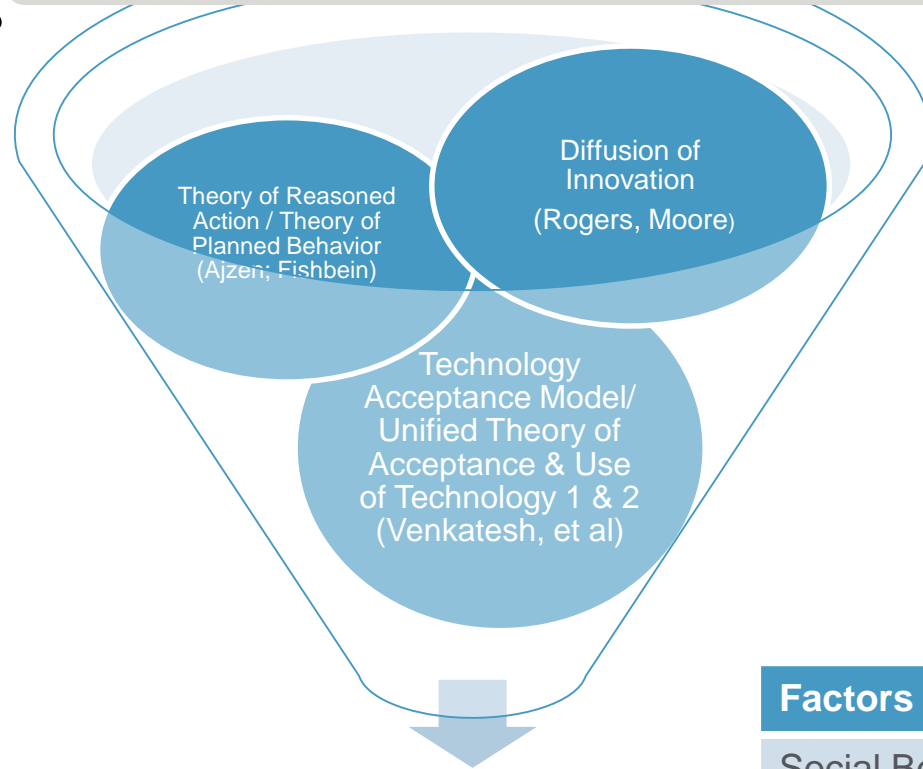 Diffusion of
Innovation
(Rogers, Moore)
Theory of Reasoned
Action / Theory of
Planned Behavior
(Ajzen; Fishbein)
Technology
Acceptance Model/
Unified Theory of
Acceptance & Use
of Technology 1 & 2
(Venkatesh, et al)
Factors
Social